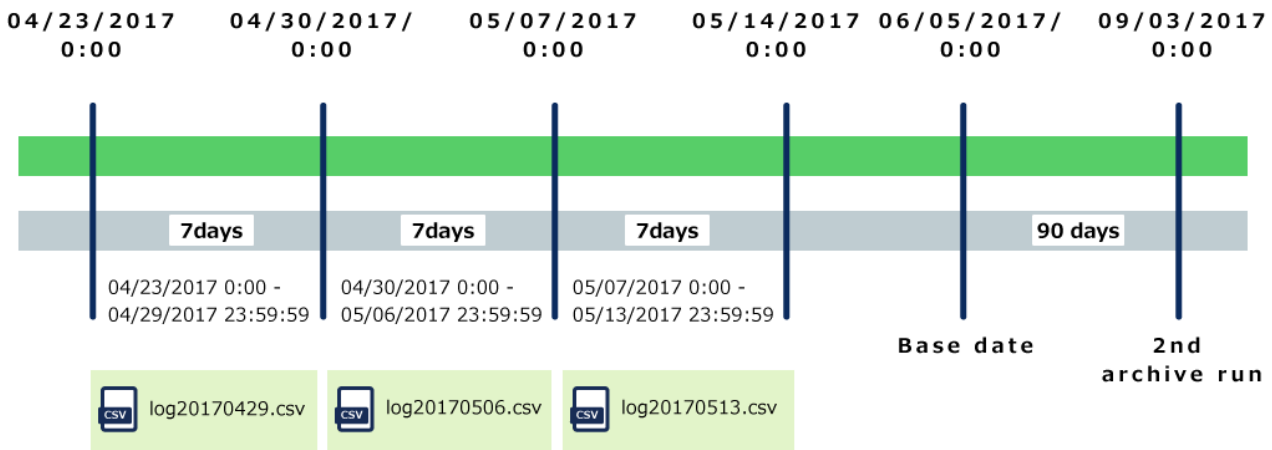 04/23/2017 0:00
04/30/2017/ 0:00
05/07/2017 0:00
05/14/2017 0:00
06/05/2017/ 0:00
09/03/2017 0:00
7days
7days
7days
90 days
04/23/2017 0:00 -
04/29/2017 23:59:59
04/30/2017 0:00 -
05/06/2017 23:59:59
05/07/2017 0:00 -
05/13/2017 23:59:59
Base date
2nd
archive run
CSV log20170429.csv
CSV log20170506.csv
CSV log20170513.csv